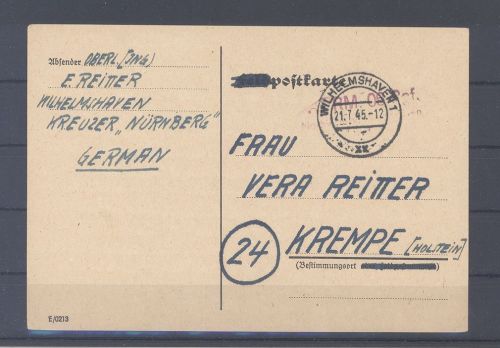 Absender OBERL. (ING)
E. REITTER
WILHELMSHAVEN
KREUZER „NÜRNBERG"
GERMAN
postkarte
WILHELMSHAVEN 1
21.7.45.-12
FRAU
VERA REITTER
24
KREMPE [HOLSTEIN]
(Bestimmungsort
E/0213